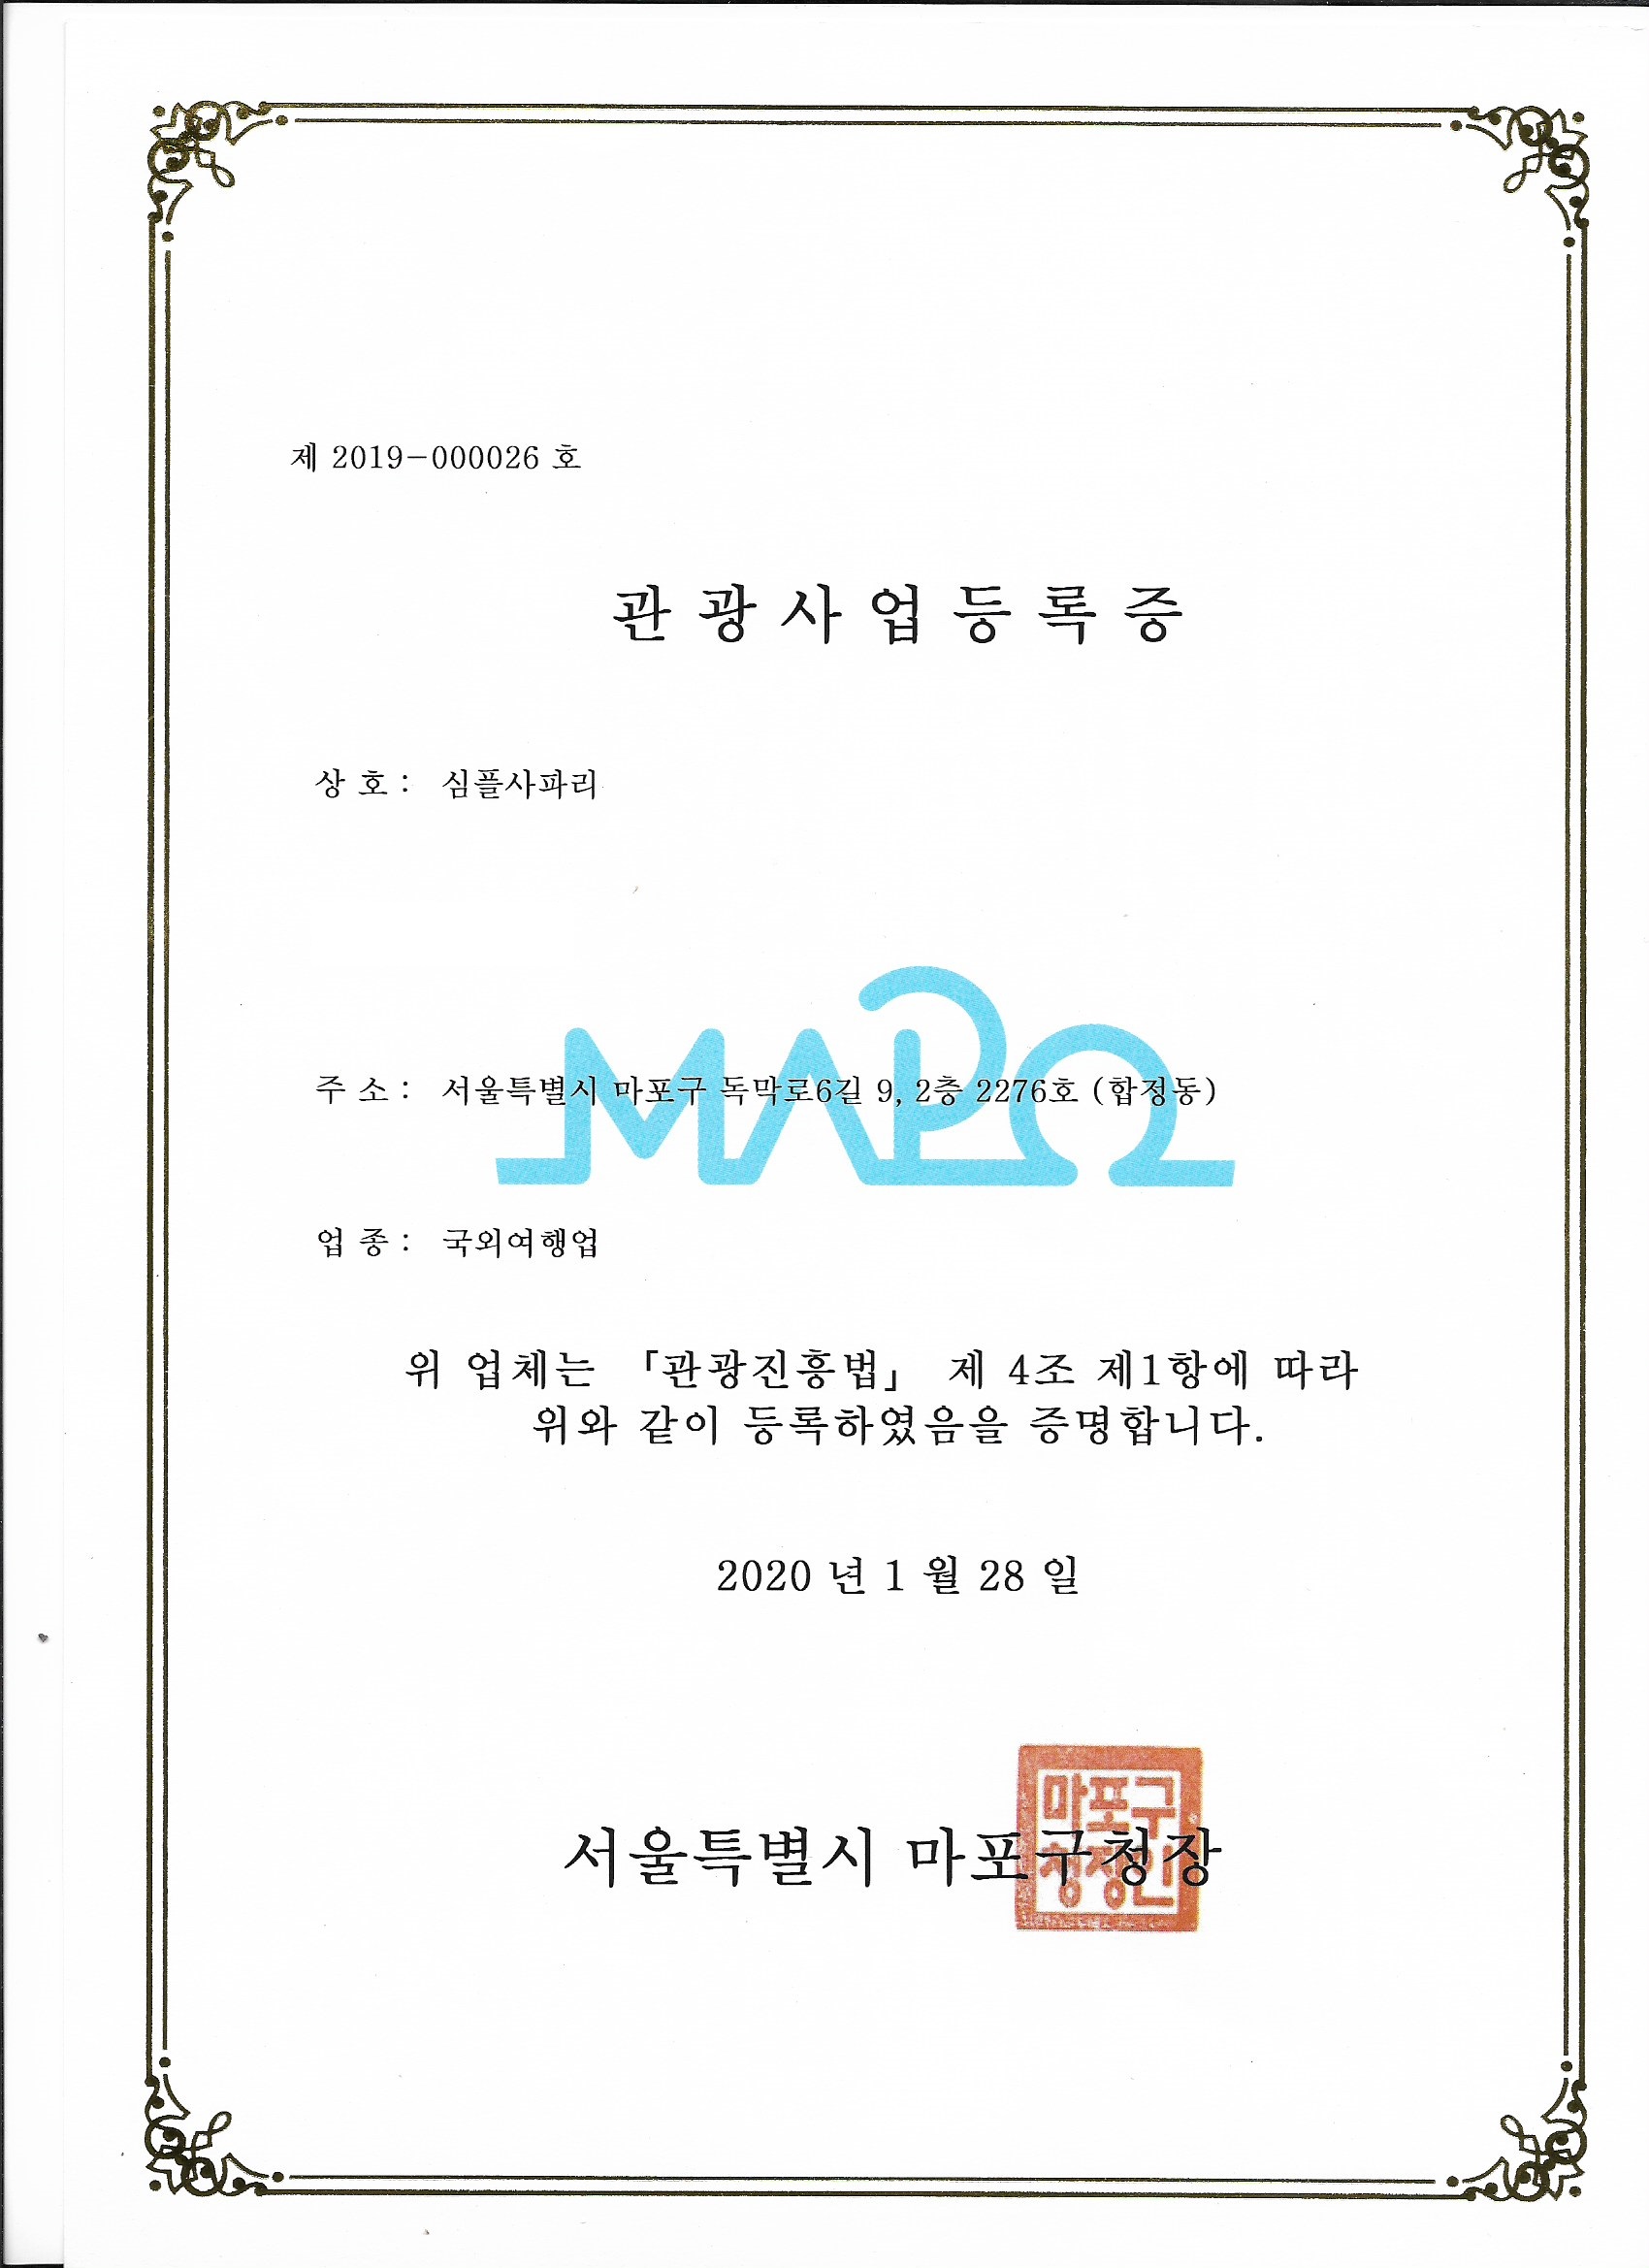 제 2019-000026 호
관 광 사 업 등 록 증
상 호 : 심플사파리
MAPO
주 소 : 서울특별시 마포구 독막로6길 9, 2층 2276호 (합정동)
업 종 : 국외여행업
위 업체는 「관광진흥법」 제 4조 제1항에 따라
위와 같이 등록하였음을 증명합니다.
2020 년 1 월 28 일
서울특별시 마포구청장
마포구
청장인